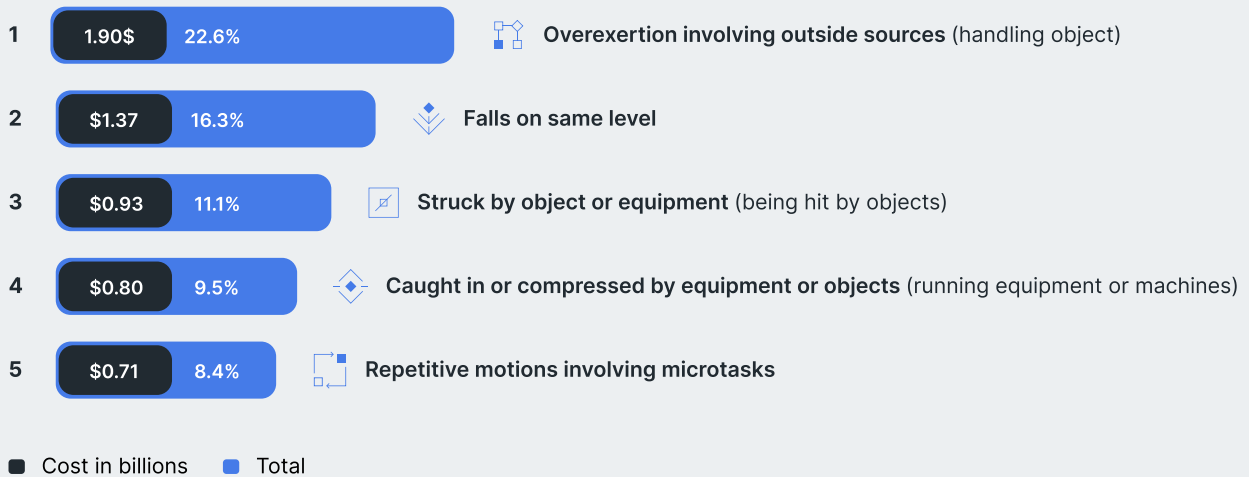 1 1.90$ 22.6% Overexertion involving outside sources (handling object)
2 $1.37 16.3% Falls on same level
3 $0.93 11.1% Struck by object or equipment (being hit by objects)
4 $0.80 9.5% Caught in or compressed by equipment or objects (running equipment or machines)
5 $0.71 8.4% Repetitive motions involving microtasks
Cost in billions Total